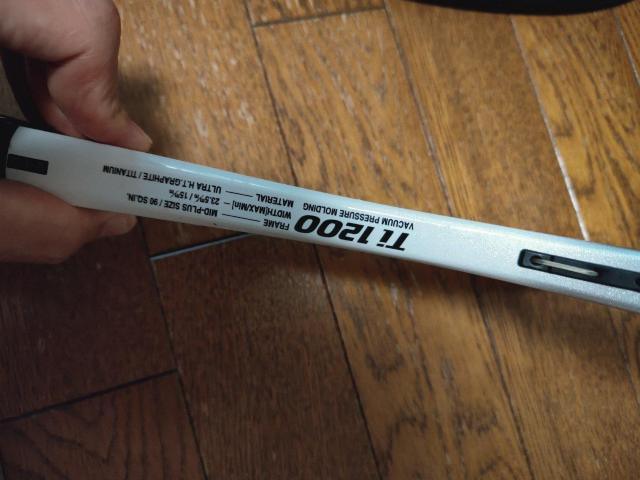 Ti 1200
VACUUM PRESSURE MOLDING
FRAME MID-PLUS SIZE / 90 SQ.IN.
WIDTH[MAX/MIN] 23.5% / 15%
MATERIAL ULTRA H.T.GRAPHITE / TITANIUM